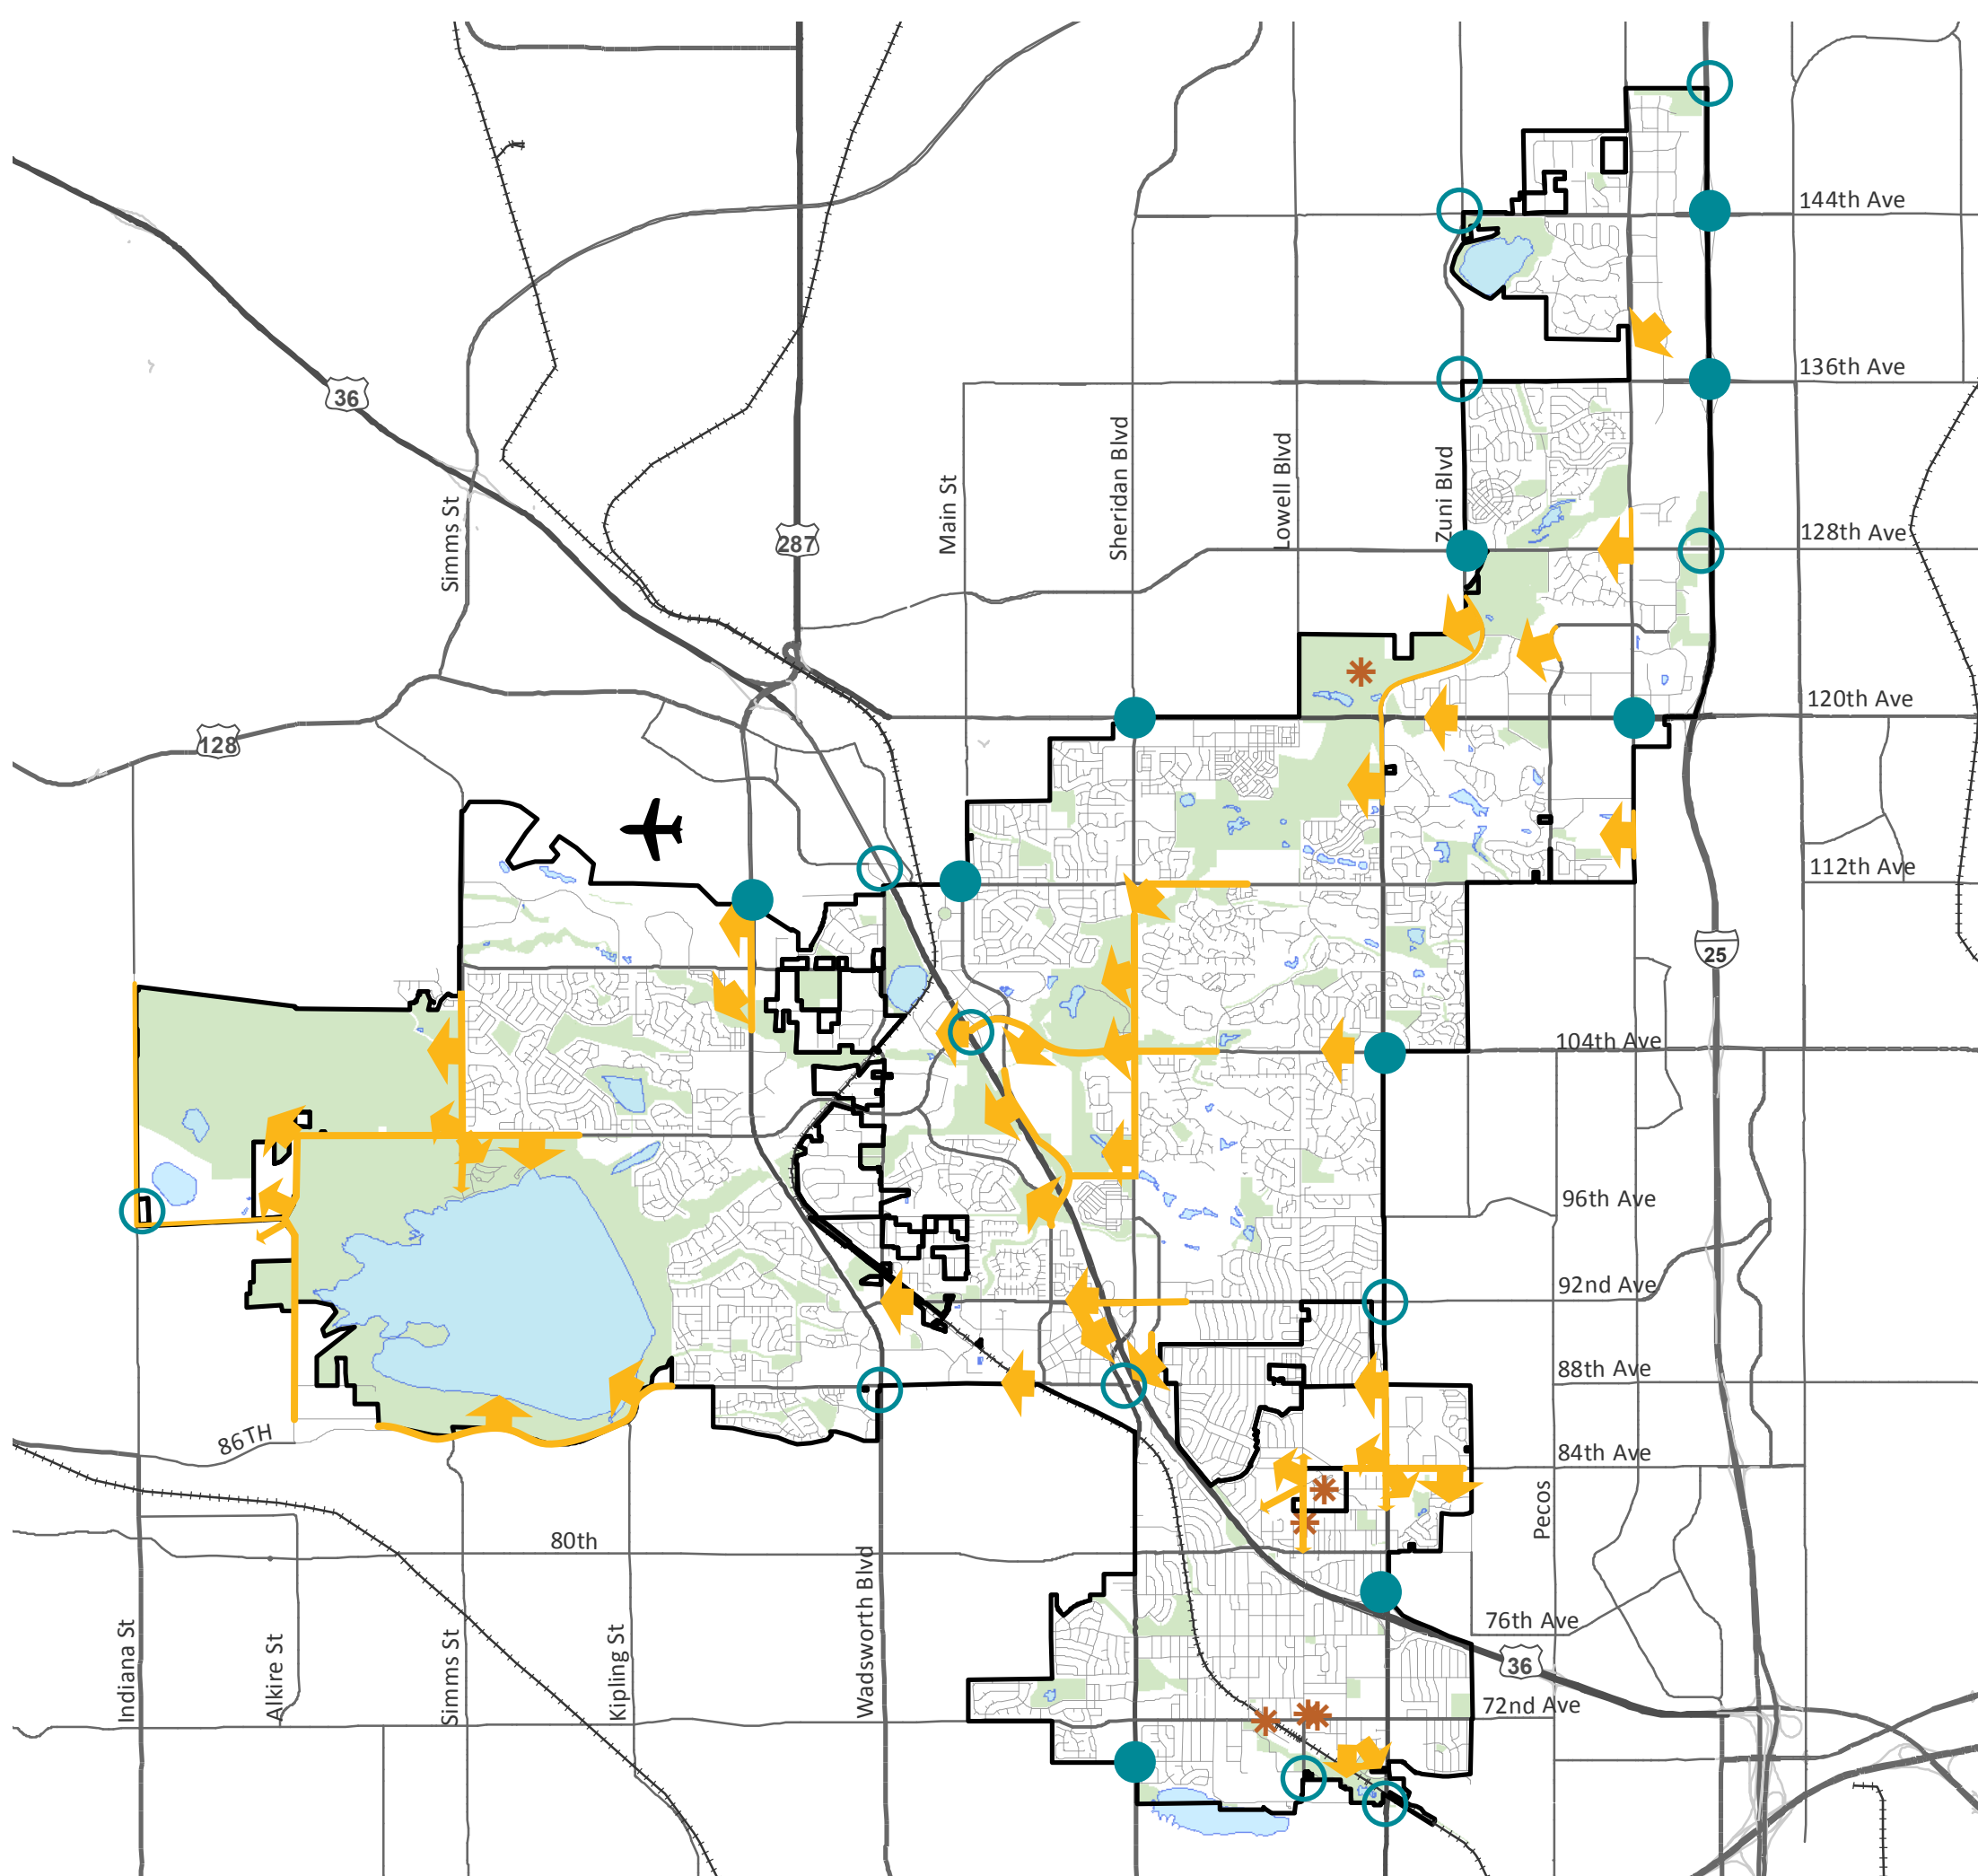 144th Ave
136th Ave
36
Sheridan Blvd
Lowell Blvd
Zuni Blvd
Main St
Simms St
287
128th Ave
120th Ave
128
112th Ave
25
104th Ave
96th Ave
92nd Ave
88th Ave
86TH
84th Ave
Pecos
80th
Wadsworth Blvd
76th Ave
Indiana St
Alkire St
Simms St
Kipling St
36
72nd Ave